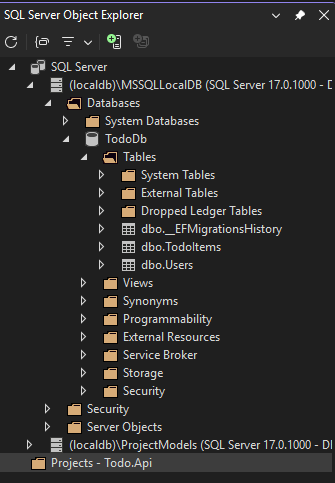 SQL Server Object Explorer
SQL Server
(localdb)\MSSQLLocalDB (SQL Server 17.0.1000 - D
Databases
System Databases
TodoDb
Tables
System Tables
External Tables
Dropped Ledger Tables
dbo.__EFMigrationsHistory
dbo.TodoItems
dbo.Users
Views
Synonyms
Programmability
External Resources
Service Broker
Storage
Security
Security
Server Objects
(localdb)\ProjectModels (SQL Server 17.0.1000 - DI
Projects - Todo.Api